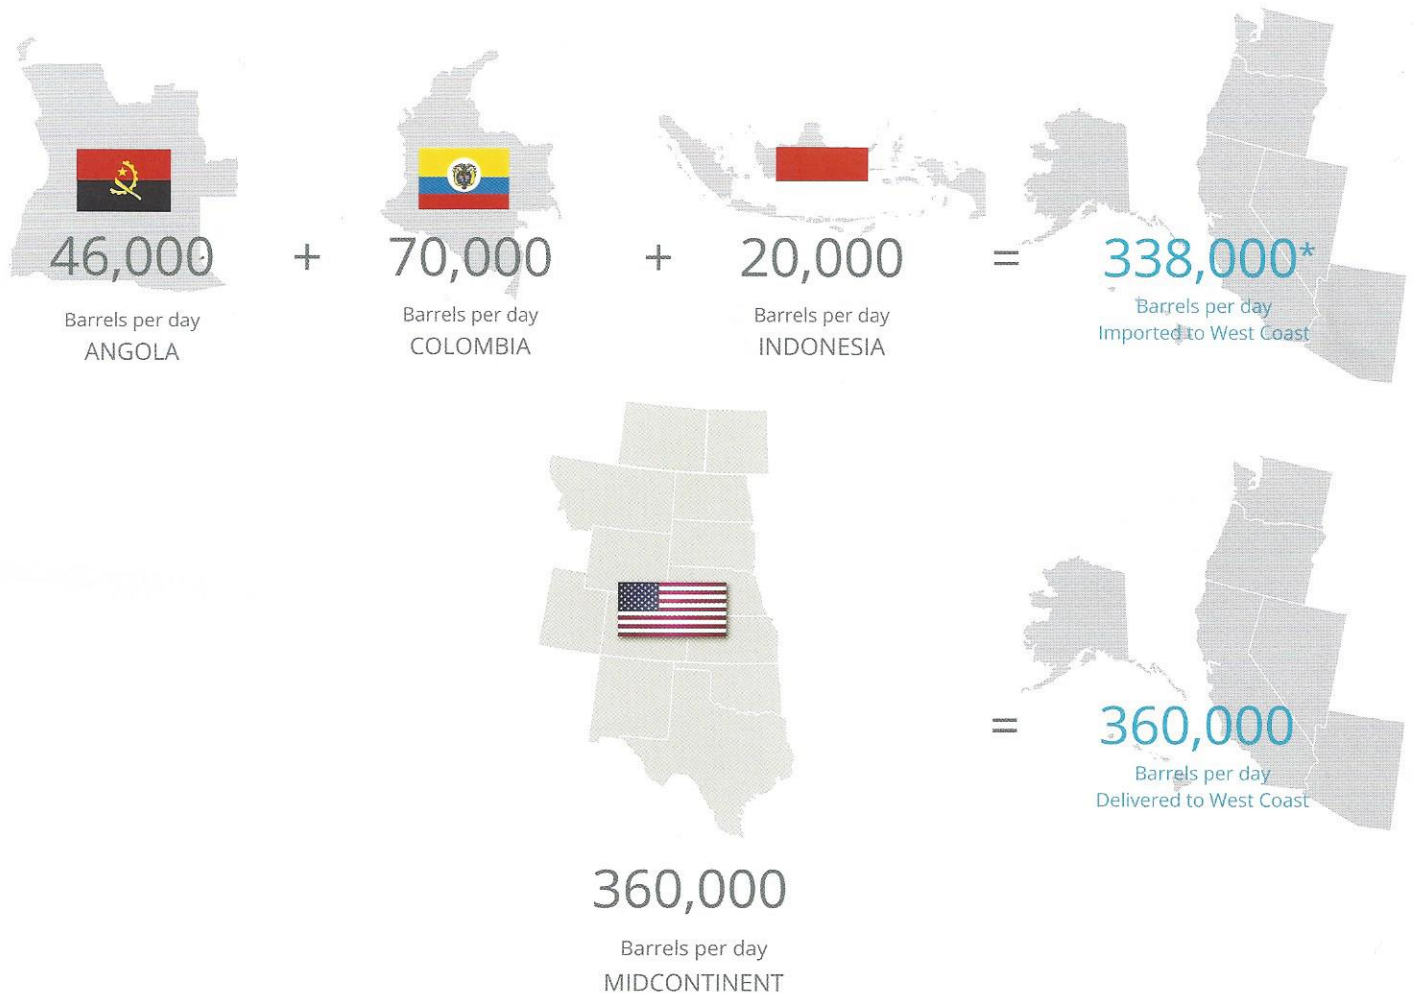 46,000 + 70,000 + 20,000 = 338,000*
Barrels per day
ANGOLA
Barrels per day
COLOMBIA
Barrels per day
INDONESIA
Barrels per day
Imported to West Coast
= 360,000
Barrels per day
Delivered to West Coast
360,000
Barrels per day
MIDCONTINENT